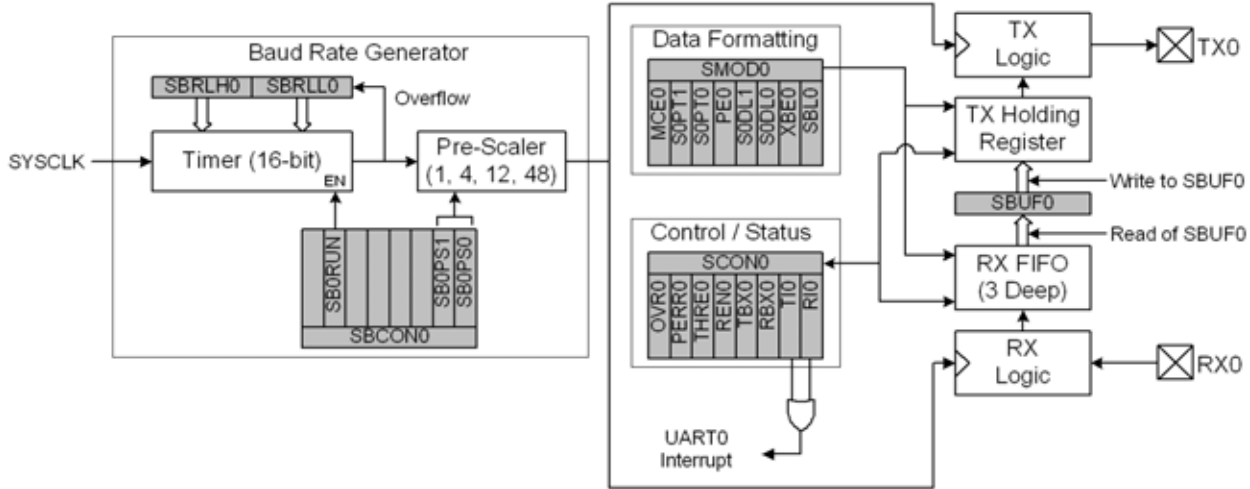 Baud Rate Generator
SBRLH0 SBRLL0
Overflow
SYSCLK
Timer (16-bit)
EN
Pre-Scaler
(1, 4, 12, 48)
SB0RUN
SB0PS1
SB0PS0
SBCON0
Data Formatting
SMOD0
MCE0
S0PT1
S0PT0
PE0
S0DL1
S0DL0
XBE0
SBL0
Control / Status
SCON0
OVR0
PERR0
THRE0
REN0
TBX0
RBX0
TI0
RI0
UART0
Interrupt
TX
Logic
TX0
TX Holding
Register
Write to SBUF0
SBUF0
Read of SBUF0
RX FIFO
(3 Deep)
RX
Logic
RX0